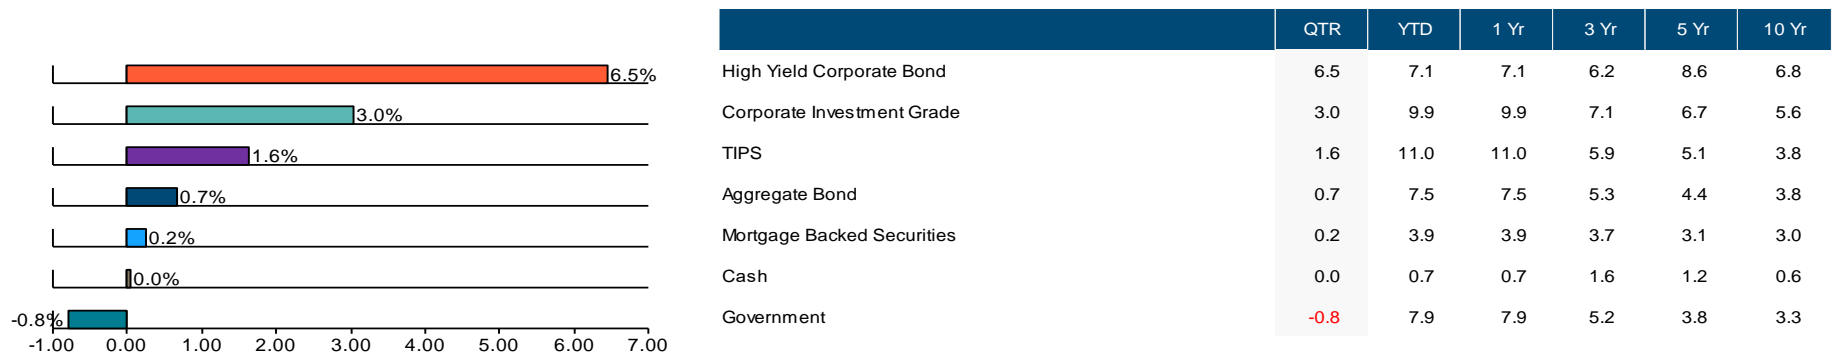 QTR YTD 1 Yr 3 Yr 5 Yr 10 Yr
6.5% High Yield Corporate Bond 6.5 7.1 7.1 6.2 8.6 6.8
3.0% Corporate Investment Grade 3.0 9.9 9.9 7.1 6.7 5.6
1.6% TIPS 1.6 11.0 11.0 5.9 5.1 3.8
0.7% Aggregate Bond 0.7 7.5 7.5 5.3 4.4 3.8
0.2% Mortgage Backed Securities 0.2 3.9 3.9 3.7 3.1 3.0
0.0% Cash 0.0 0.7 0.7 1.6 1.2 0.6
-0.8% Government -0.8 7.9 7.9 5.2 3.8 3.3
-1.00 0.00 1.00 2.00 3.00 4.00 5.00 6.00 7.00